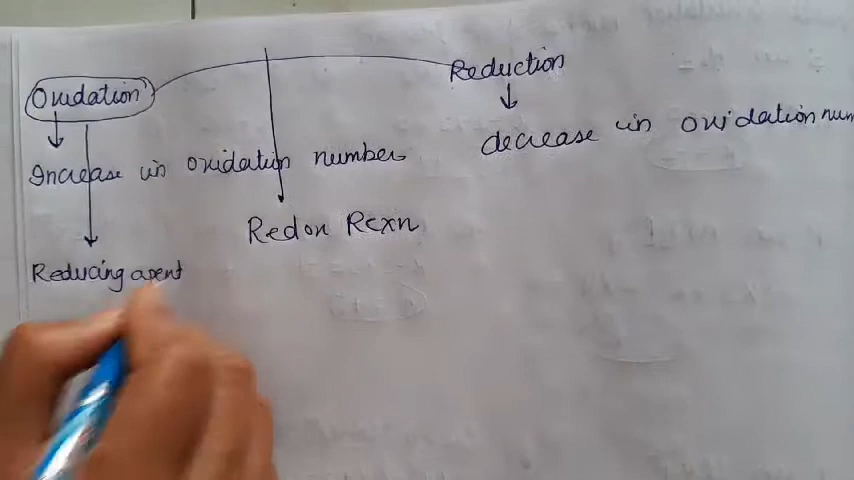 Oxidation
Reduction
Increase in oxidation number
decrease in oxidation num
Redox Rexn
Reducing agent